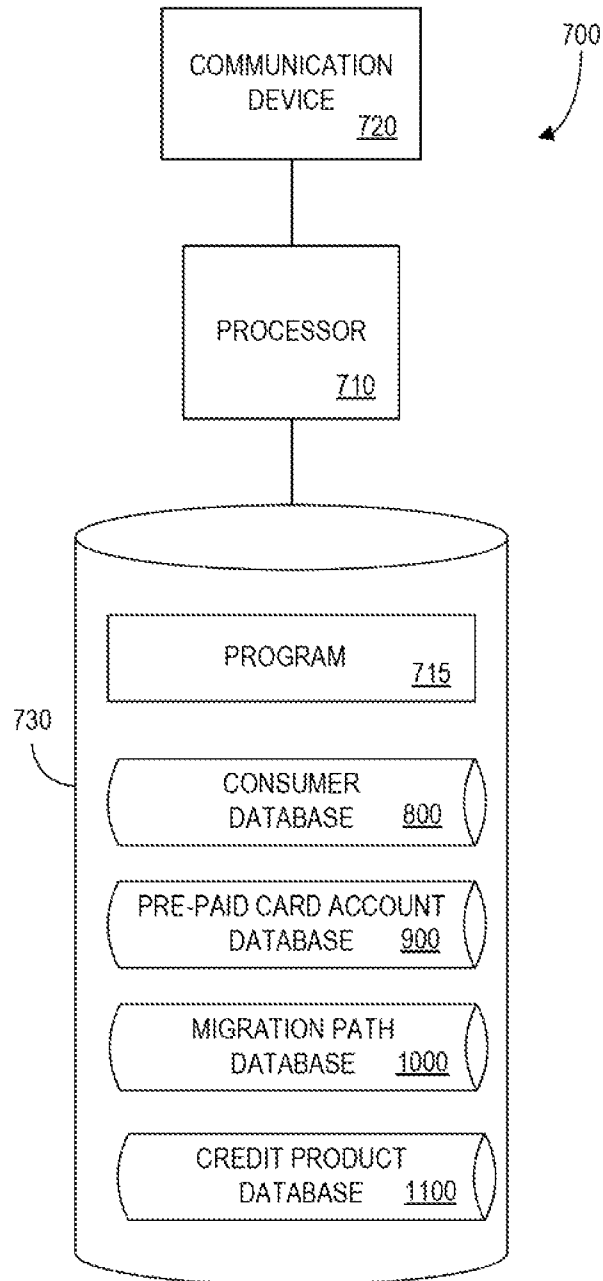 700
COMMUNICATION
DEVICE
720
PROCESSOR
710
PROGRAM
715
730
CONSUMER
DATABASE 800
PRE-PAID CARD ACCOUNT
DATABASE 900
MIGRATION PATH
DATABASE 1000
CREDIT PRODUCT
DATABASE 1100